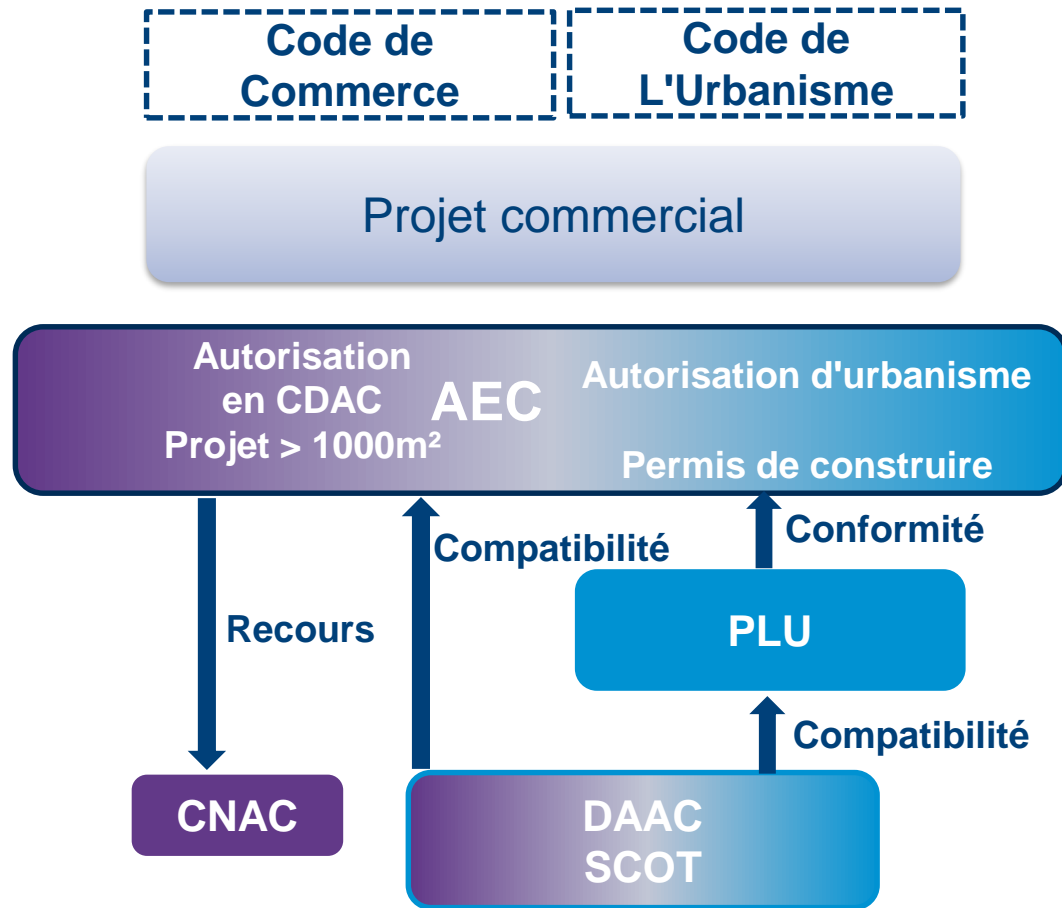 Code de
Commerce
Code de
L'Urbanisme
Projet commercial
Autorisation
en CDAC
Projet > 1000m²
AEC
Autorisation d'urbanisme
Permis de construire
Compatibilité
Conformité
Recours
PLU
Compatibilité
CNAC
DAAC
SCOT